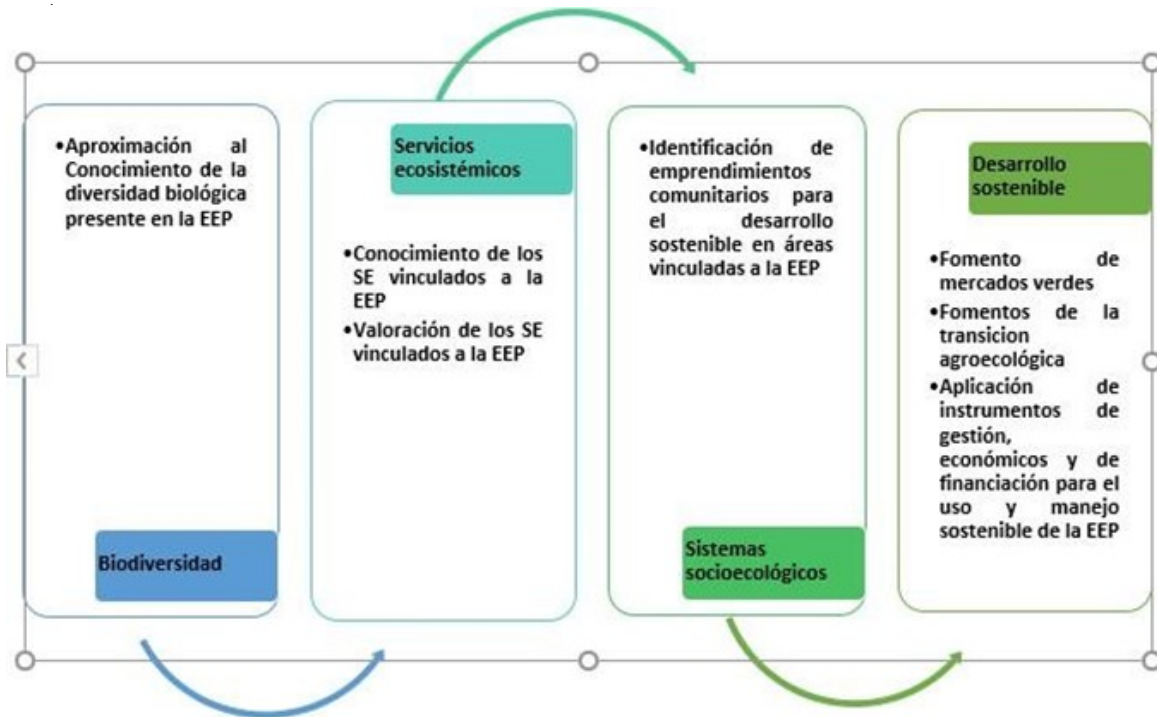 •Aproximación al
Conocimiento de la
diversidad biológica
presente en la EEP
Biodiversidad
Servicios
ecosistémicos
•Conocimiento de los
SE vinculados a la
EEP
•Valoración de los SE
vinculados a la EEP
•Identificación de
emprendimientos
comunitarios para
el desarrollo
sostenible en áreas
vinculadas a la EEP
Sistemas
socioecológicos
Desarrollo
sostenible
•Fomento de
mercados verdes
•Fomentos de la
transicion
agroecológica
•Aplicación de
instrumentos de
gestión,
económicos y de
financiación para el
uso y manejo
sostenible de la EEP